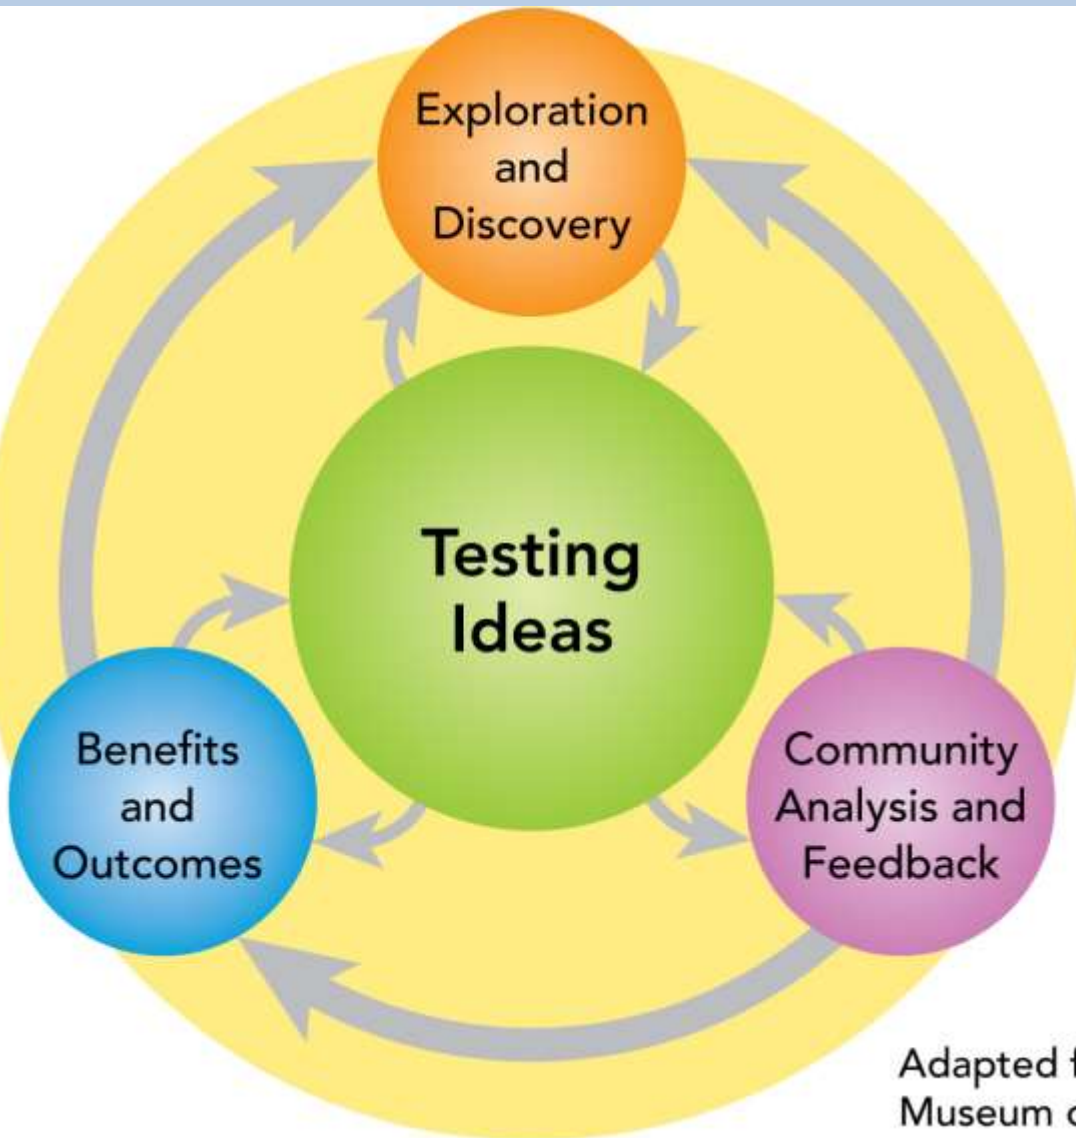 Exploration
and
Discovery
Testing
Ideas
Benefits
and
Outcomes
Community
Analysis and
Feedback
Adapted
Museum